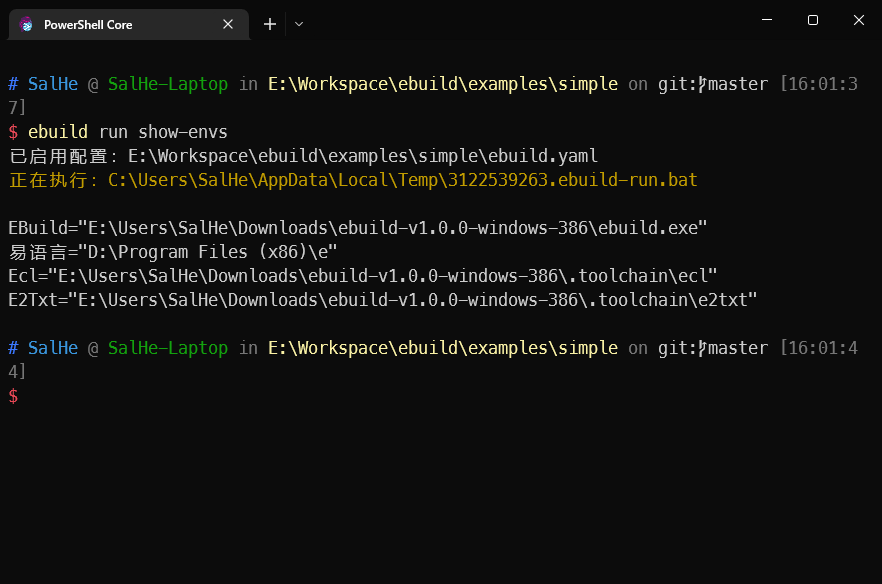 PowerShell Core
# SalHe @ SalHe-Laptop in E:\Workspace\ebuild\examples\simple on git:master [16:01:3
7]
$ ebuild run show-envs
已启用配置：E:\Workspace\ebuild\examples\simple\ebuild.yaml
正在执行：C:\Users\SalHe\AppData\Local\Temp\3122539263.ebuild-run.bat
EBuild="E:\Users\SalHe\Downloads\ebuild-v1.0.0-windows-386\ebuild.exe"
易语言="D:\Program Files (x86)\e"
Ecl="E:\Users\SalHe\Downloads\ebuild-v1.0.0-windows-386\.toolchain\ecl"
E2Txt="E:\Users\SalHe\Downloads\ebuild-v1.0.0-windows-386\.toolchain\e2txt"
# SalHe @ SalHe-Laptop in E:\Workspace\ebuild\examples\simple on git:master [16:01:4
4]
$